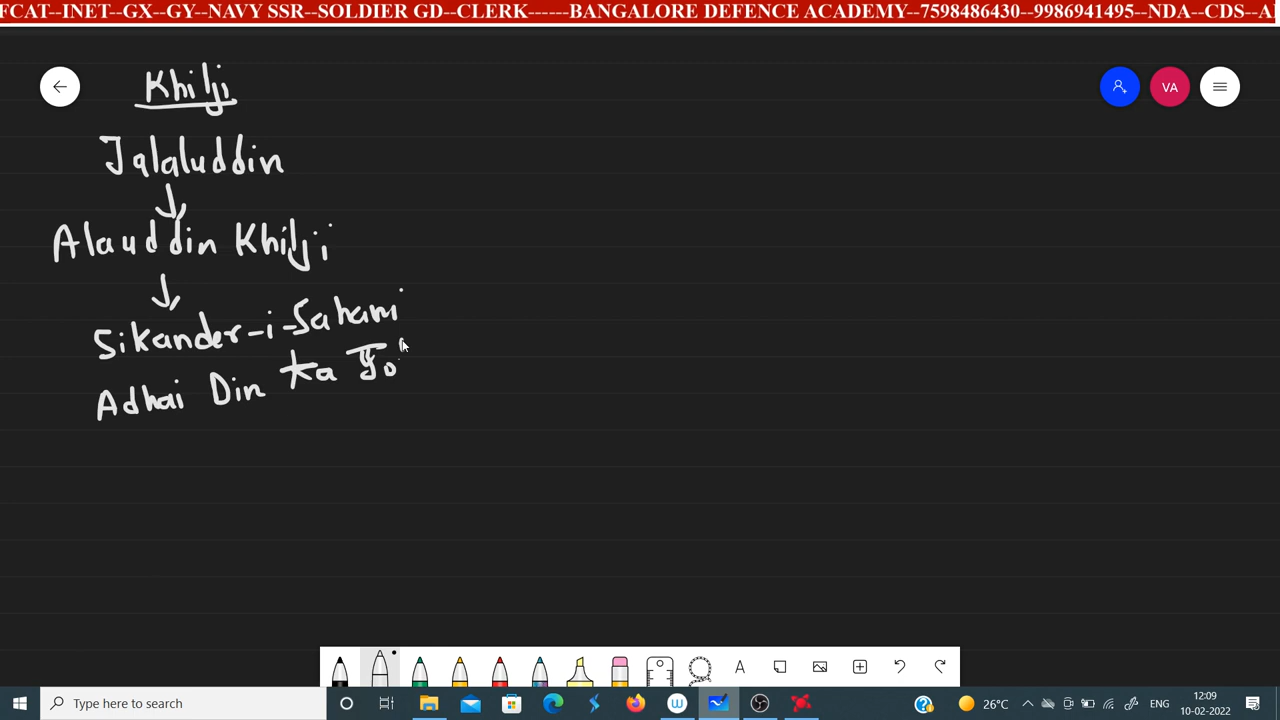 FCAT--INET--GX--GY--NAVY SSR--SOLDIER GD--CLERK------BANGALORE DEFENCE ACADEMY--7598486430--9986941495--NDA--CDS--A
Khilji
VA
Jalaluddin
Alauddin Khilji
Sikander-i-Sahani
Adhai Din Ka Jo
A
Type here to search
26°C
ENG
12:09
10-02-2022